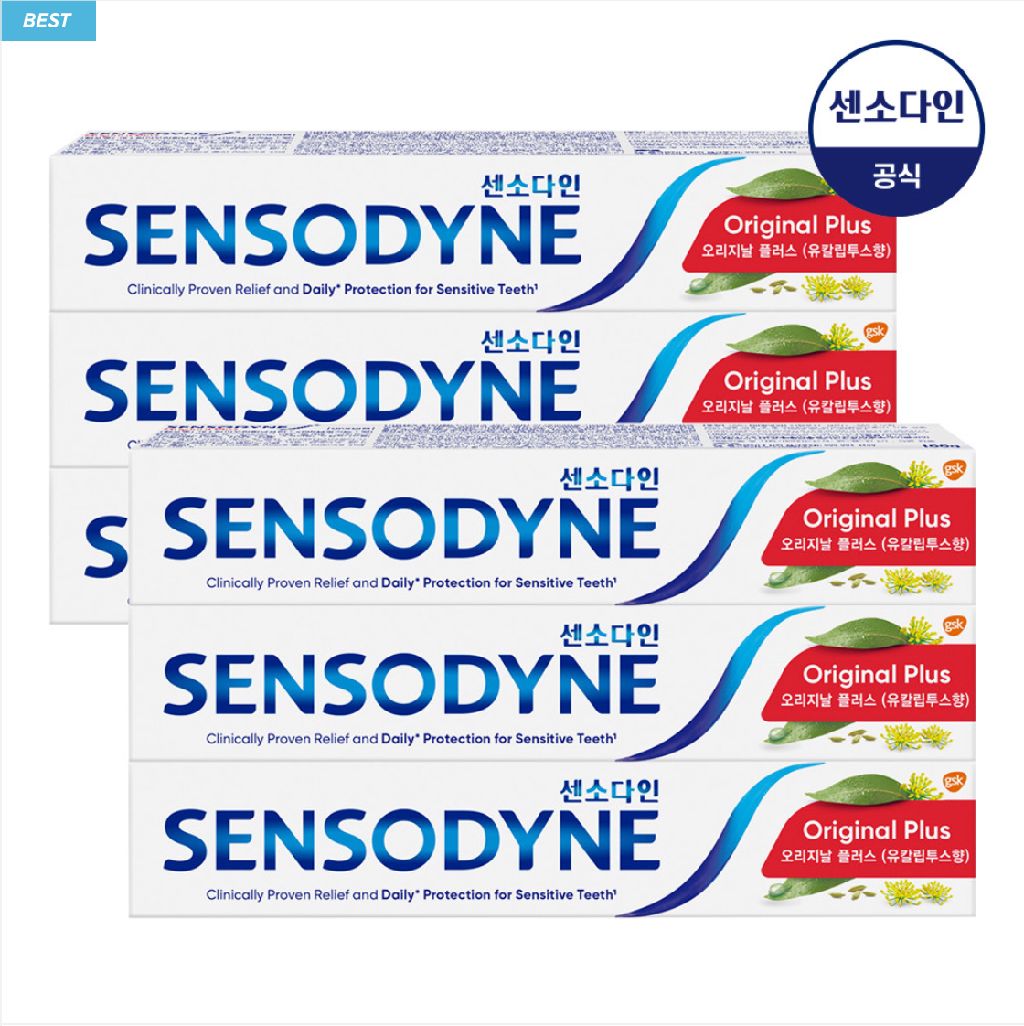 BEST
센소다인
공식
센소다인
SENSODYNE
Clinically Proven Relief and Daily* Protection for Sensitive Teeth¹
Original Plus
오리지날 플러스 (유칼립투스향)
센소다인
SENSODYNE
gsk
Original Plus
오리지날 플러스 (유칼립투스향)
SENSODYNE
100g
센소다인
SENSODYNE
Clinically Proven Relief and Daily* Protection for Sensitive Teeth¹
gsk
Original Plus
오리지날 플러스 (유칼립투스향)
센소다인
SENSODYNE
Clinically Proven Relief and Daily* Protection for Sensitive Teeth¹
gsk
Original Plus
오리지날 플러스 (유칼립투스향)
센소다인
SENSODYNE
Clinically Proven Relief and Daily* Protection for Sensitive Teeth¹
gsk
Original Plus
오리지날 플러스 (유칼립투스향)